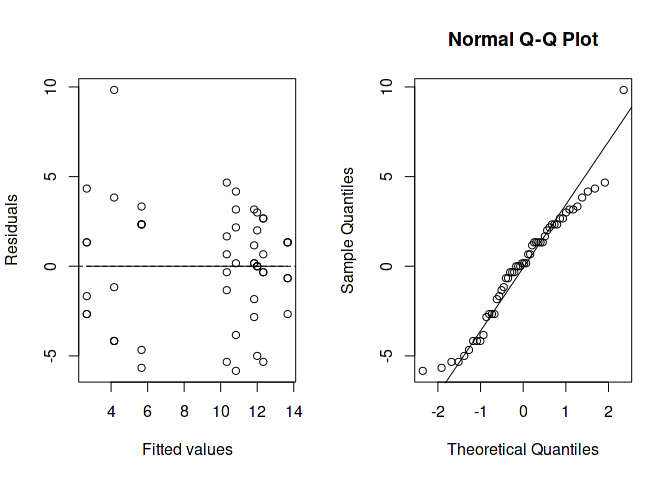 Residuals
10
5
0
-5
4 6 8 10 12 14
Fitted values
Normal Q-Q Plot
Sample Quantiles
10
5
0
-5
-2 -1 0 1 2
Theoretical Quantiles